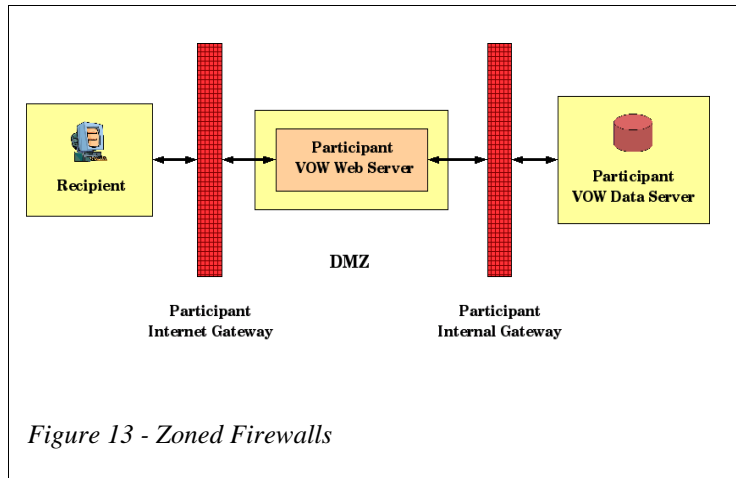 Recipient
Participant
VOW Web Server
Participant
VOW Data Server
DMZ
Participant
Internet Gateway
Participant
Internal Gateway
Figure 13 - Zoned Firewalls